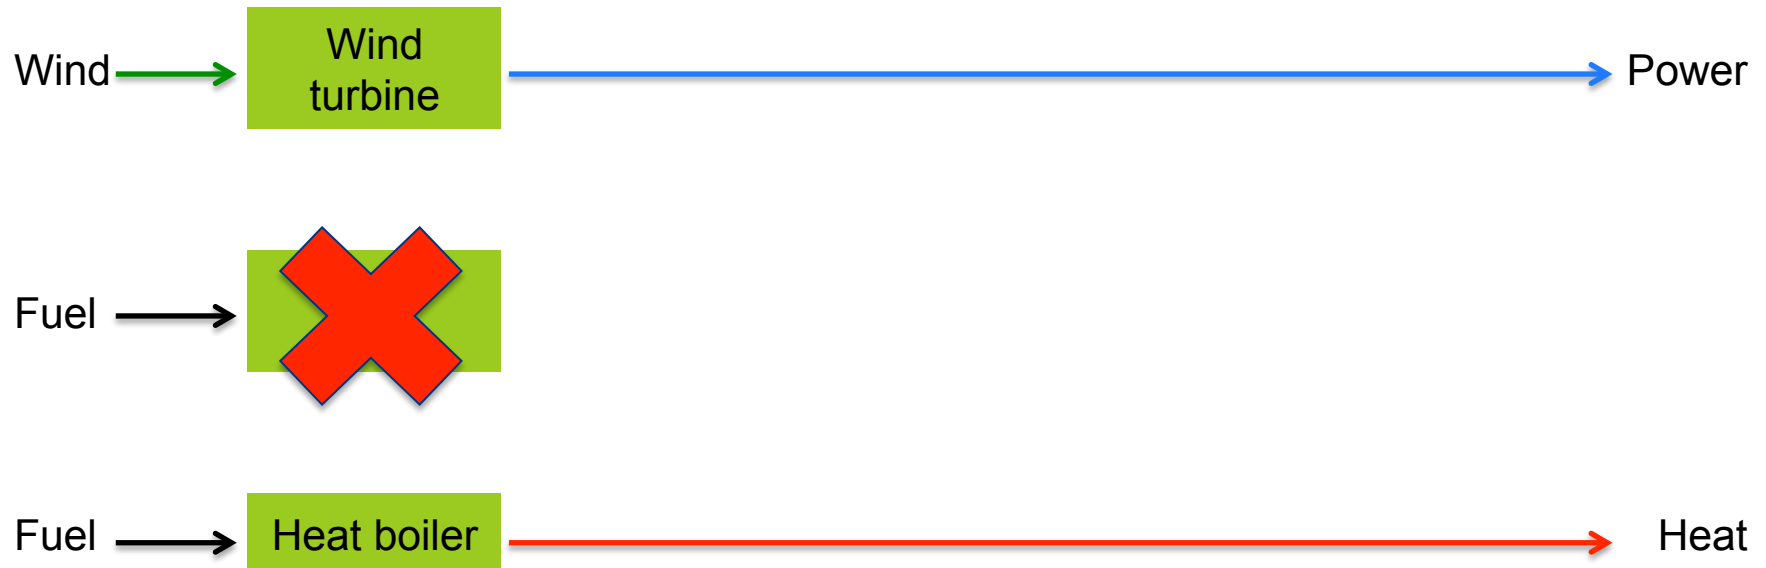 Wind
Wind
turbine
Power
Fuel
Fuel
Heat boiler
Heat